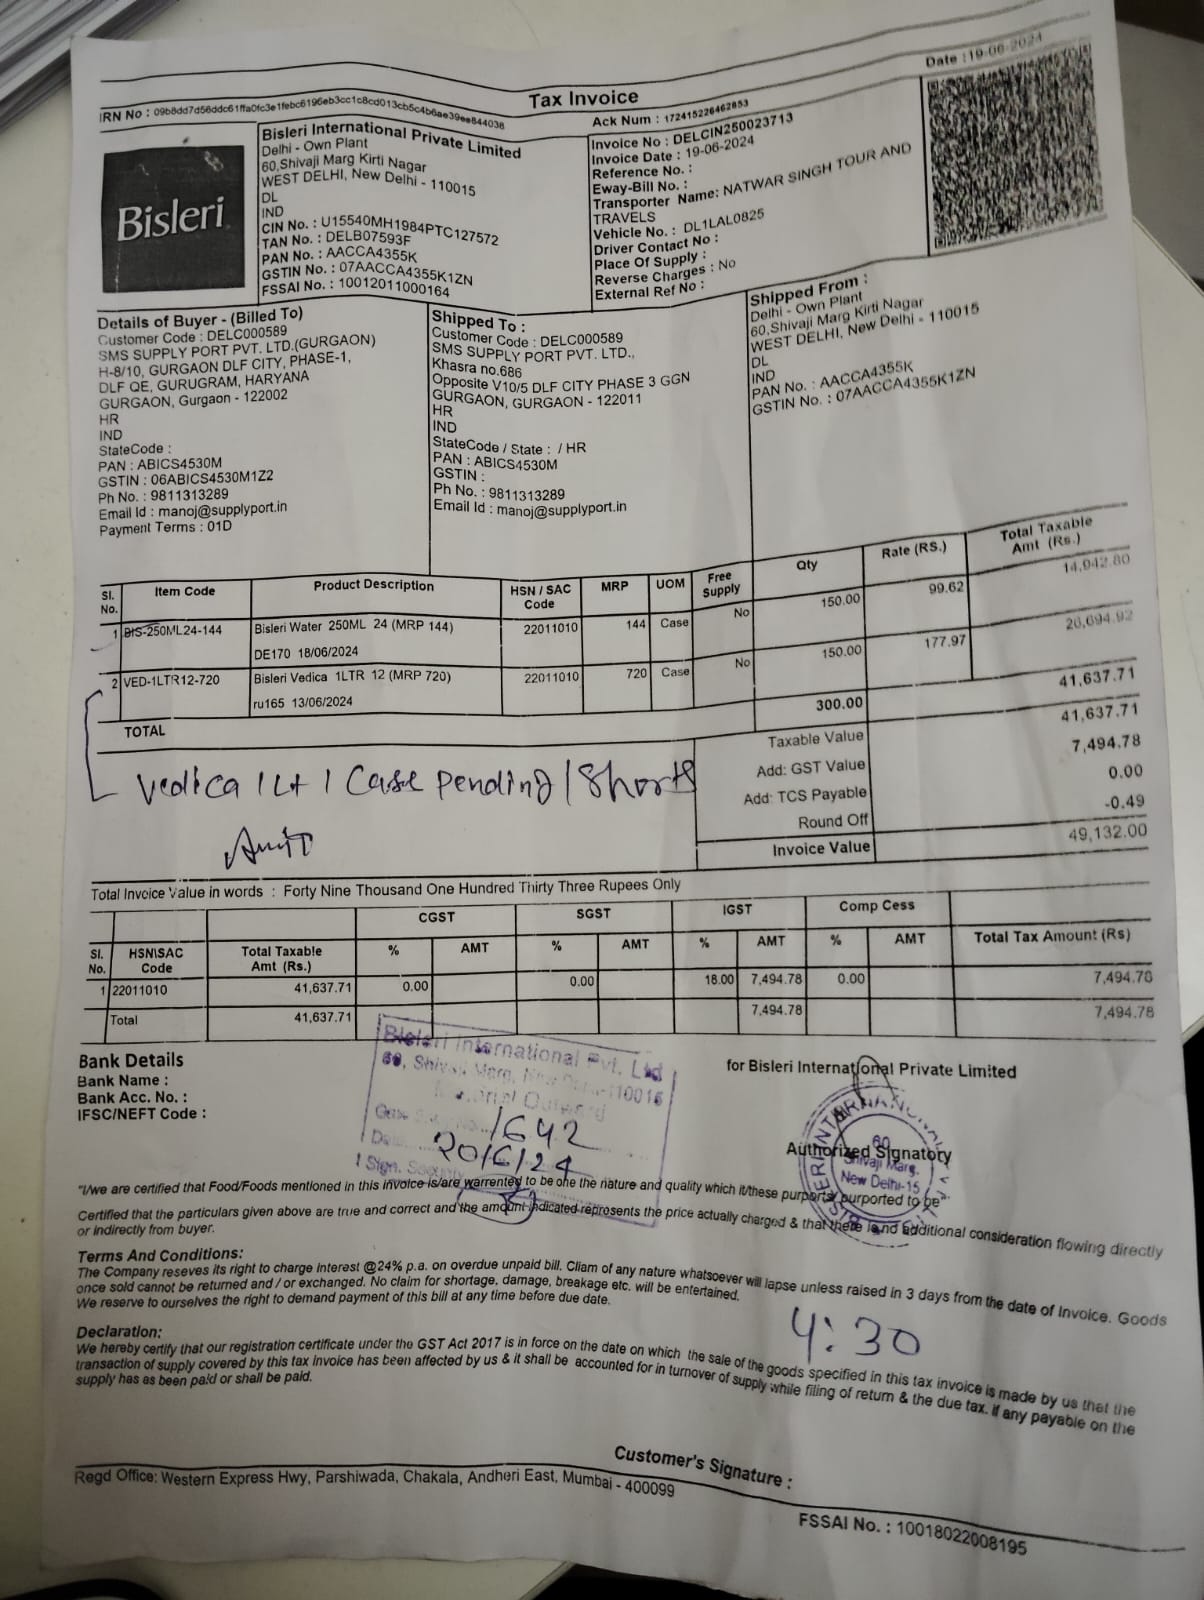 Date : 19-06-2024
Tax Invoice
IRN No : 09b8dd7d56ddc61ffa0fc3e1febc6196eb3cc1c8cd013cb5c4b6ae39ee844036
Ack Num : 172415226462853
Bisleri
Bisleri International Private Limited
Delhi - Own Plant
60,Shivaji Marg Kirti Nagar
WEST DELHI, New Delhi - 110015
DL
IND
CIN No. : U15540MH1984PTC127572
TAN No. : DELB07593F
PAN No. : AACCA4355K
GSTIN No. : 07AACCA4355K1ZN
FSSAI No. : 10012011000164
Invoice No : DELCIN250023713
Invoice Date : 19-06-2024
Reference No. :
Eway-Bill No. :
Transporter Name: NATWAR SINGH TOUR AND
TRAVELS
Vehicle No. : DL1LAL0825
Driver Contact No :
Place Of Supply :
Reverse Charges : No
External Ref No :
Details of Buyer - (Billed To)
Customer Code : DELC000589
SMS SUPPLY PORT PVT. LTD.(GURGAON)
H-8/10, GURGAON DLF CITY, PHASE-1,
DLF QE, GURUGRAM, HARYANA
GURGAON, Gurgaon - 122002
HR
IND
StateCode :
PAN : ABICS4530M
GSTIN : 06ABICS4530M1Z2
Ph No. : 9811313289
Email Id : manoj@supplyport.in
Payment Terms : 01D
Shipped To :
Customer Code : DELC000589
SMS SUPPLY PORT PVT. LTD.,
Khasra no.686
Opposite V10/5 DLF CITY PHASE 3 GGN
GURGAON, GURGAON - 122011
HR
IND
StateCode / State : / HR
PAN : ABICS4530M
GSTIN :
Ph No. : 9811313289
Email Id : manoj@supplyport.in
Shipped From :
Delhi - Own Plant
60,Shivaji Marg Kirti Nagar
WEST DELHI, New Delhi - 110015
DL
IND
PAN No. : AACCA4355K
GSTIN No. : 07AACCA4355K1ZN
Sl. No. Item Code Product Description HSN / SAC Code MRP UOM Free Supply Qty Rate (RS.) Total Taxable Amt (Rs.)
1 BIS-250ML24-144 Bisleri Water 250ML 24 (MRP 144) 22011010 144 Case No 150.00 99.62 14,942.80
DE170 18/06/2024
2 VED-1LTR12-720 Bisleri Vedica 1LTR 12 (MRP 720) 22011010 720 Case No 150.00 177.97 26,694.92
ru165 13/06/2024
TOTAL 300.00 41,637.71
Taxable Value 41,637.71
Add: GST Value 7,494.78
Add: TCS Payable 0.00
Round Off -0.49
Invoice Value 49,132.00
Vedica 1 Lt 1 Case pending / Shorts
Amit
Total Invoice Value in words : Forty Nine Thousand One Hundred Thirty Three Rupees Only
CGST SGST IGST Comp Cess
Sl. No. HSN\SAC Code Total Taxable Amt (Rs.) % AMT % AMT % AMT % AMT Total Tax Amount (Rs)
1 22011010 41,637.71 0.00 0.00 18.00 7,494.78 0.00 7,494.78
Total 41,637.71 7,494.78 7,494.78
Bank Details
Bank Name :
Bank Acc. No. :
IFSC/NEFT Code :
Bisleri International Pvt. Ltd
60, Shivaji Marg, New Delhi-110015
Material Outward
1642
20/6/24
for Bisleri International Private Limited
60
Shivaji Marg.
New Delhi-15
Authorized Signatory
"I/we are certified that Food/Foods mentioned in this invoice is/are warrented to be one the nature and quality which it/these purports/ purported to be"
Certified that the particulars given above are true and correct and the amount indicated represents the price actually charged & that there is no additional consideration flowing directly
or indirectly from buyer.
Terms And Conditions:
The Company reseves its right to charge interest @24% p.a. on overdue unpaid bill. Cliam of any nature whatsoever will lapse unless raised in 3 days from the date of Invoice. Goods
once sold cannot be returned and / or exchanged. No claim for shortage, damage, breakage etc. will be entertained.
We reserve to ourselves the right to demand payment of this bill at any time before due date.
4:30
Declaration:
We hereby certify that our registration certificate under the GST Act 2017 is in force on the date on which the sale of the goods specified in this tax invoice is made by us that the
transaction of supply covered by this tax invoice has been affected by us & it shall be accounted for in turnover of supply while filing of return & the due tax. if any payable on the
supply has as been paid or shall be paid.
Customer's Signature :
Regd Office: Western Express Hwy, Parshiwada, Chakala, Andheri East, Mumbai - 400099
FSSAI No. : 10018022008195